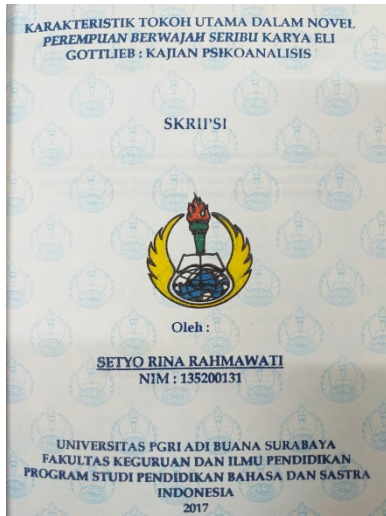 KARAKTERISTIK TOKOH UTAMA DALAM NOVEL
PEREMPUAN BERWAJAH SERIBU KARYA ELI
GOTTLIEB : KAJIAN PSIKOANALISIS
SKRIPSI
Oleh :
SETYO RINA RAHMAWATI
NIM : 135200131
UNIVERSITAS PGRI ADI BUANA SURABAYA
FAKULTAS KEGURUAN DAN ILMU PENDIDIKAN
PROGRAM STUDI PENDIDIKAN BAHASA DAN SASTRA
INDONESIA
2017